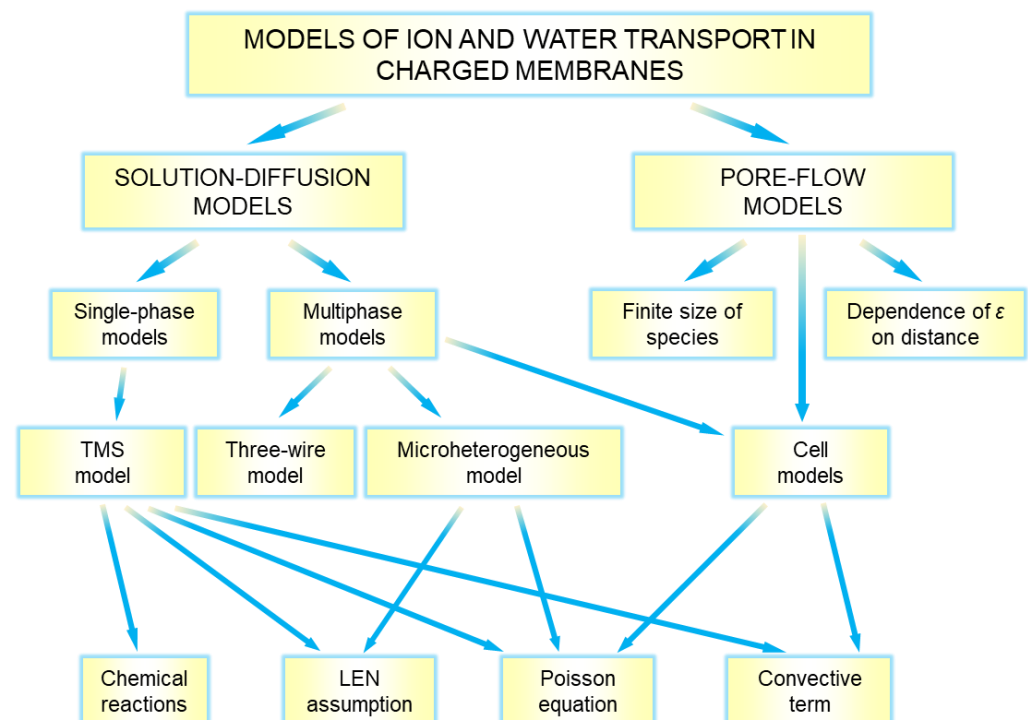 MODELS OF ION AND WATER TRANSPORT IN
CHARGED MEMBRANES
SOLUTION-DIFFUSION
MODELS
PORE-FLOW
MODELS
Single-phase
models
Multiphase
models
Finite size of
species
Dependence of ε
on distance
TMS
model
Three-wire
model
Microheterogeneous
model
Cell
models
Chemical
reactions
LEN
assumption
Poisson
equation
Convective
term